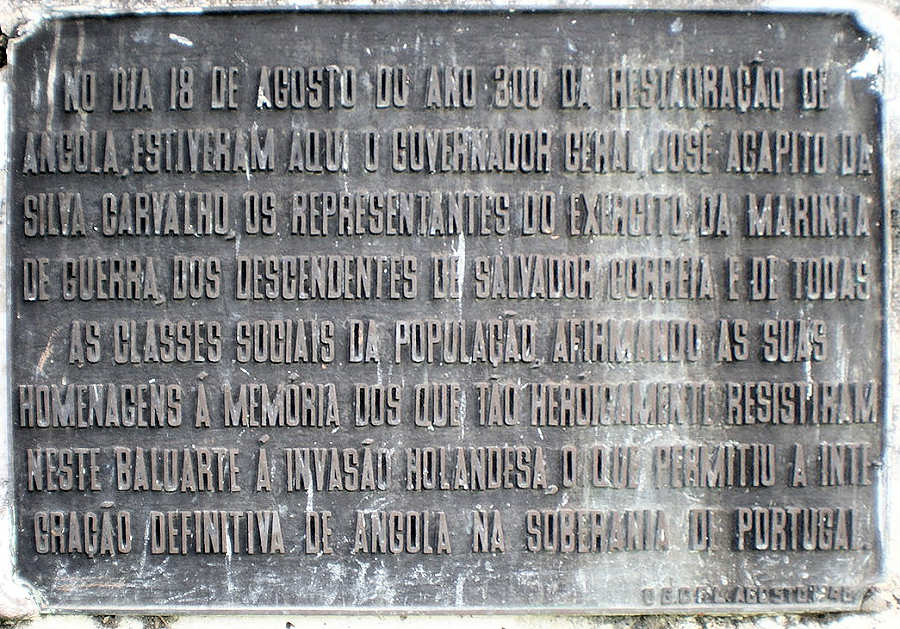 NO DIA 18 DE AGOSTO DO ANO 300 DA RESTAURAÇÃO DE
ANGOLA, ESTIVERAM AQUI O GOVERNADOR GERAL, JOSÉ AGAPITO DA
SILVA CARVALHO, OS REPRESENTANTES DO EXERCITO, DA MARINHA
DE GUERRA, DOS DESCENDENTES DE SALVADOR CORREIA E DE TODAS
AS CLASSES SOCIAIS DA POPULAÇÃO, AFIRMANDO AS SUAS
HOMENAGENS Á MEMÓRIA DOS QUE TÃO HEROICAMENTE RESISTIRAM
NESTE BALUARTE Á INVASÃO HOLANDESA, O QUE PERMITIU A INTE
GRAÇÃO DEFINITIVA DE ANGOLA NA SOBERANIA DE PORTUGAL.
AGOSTO